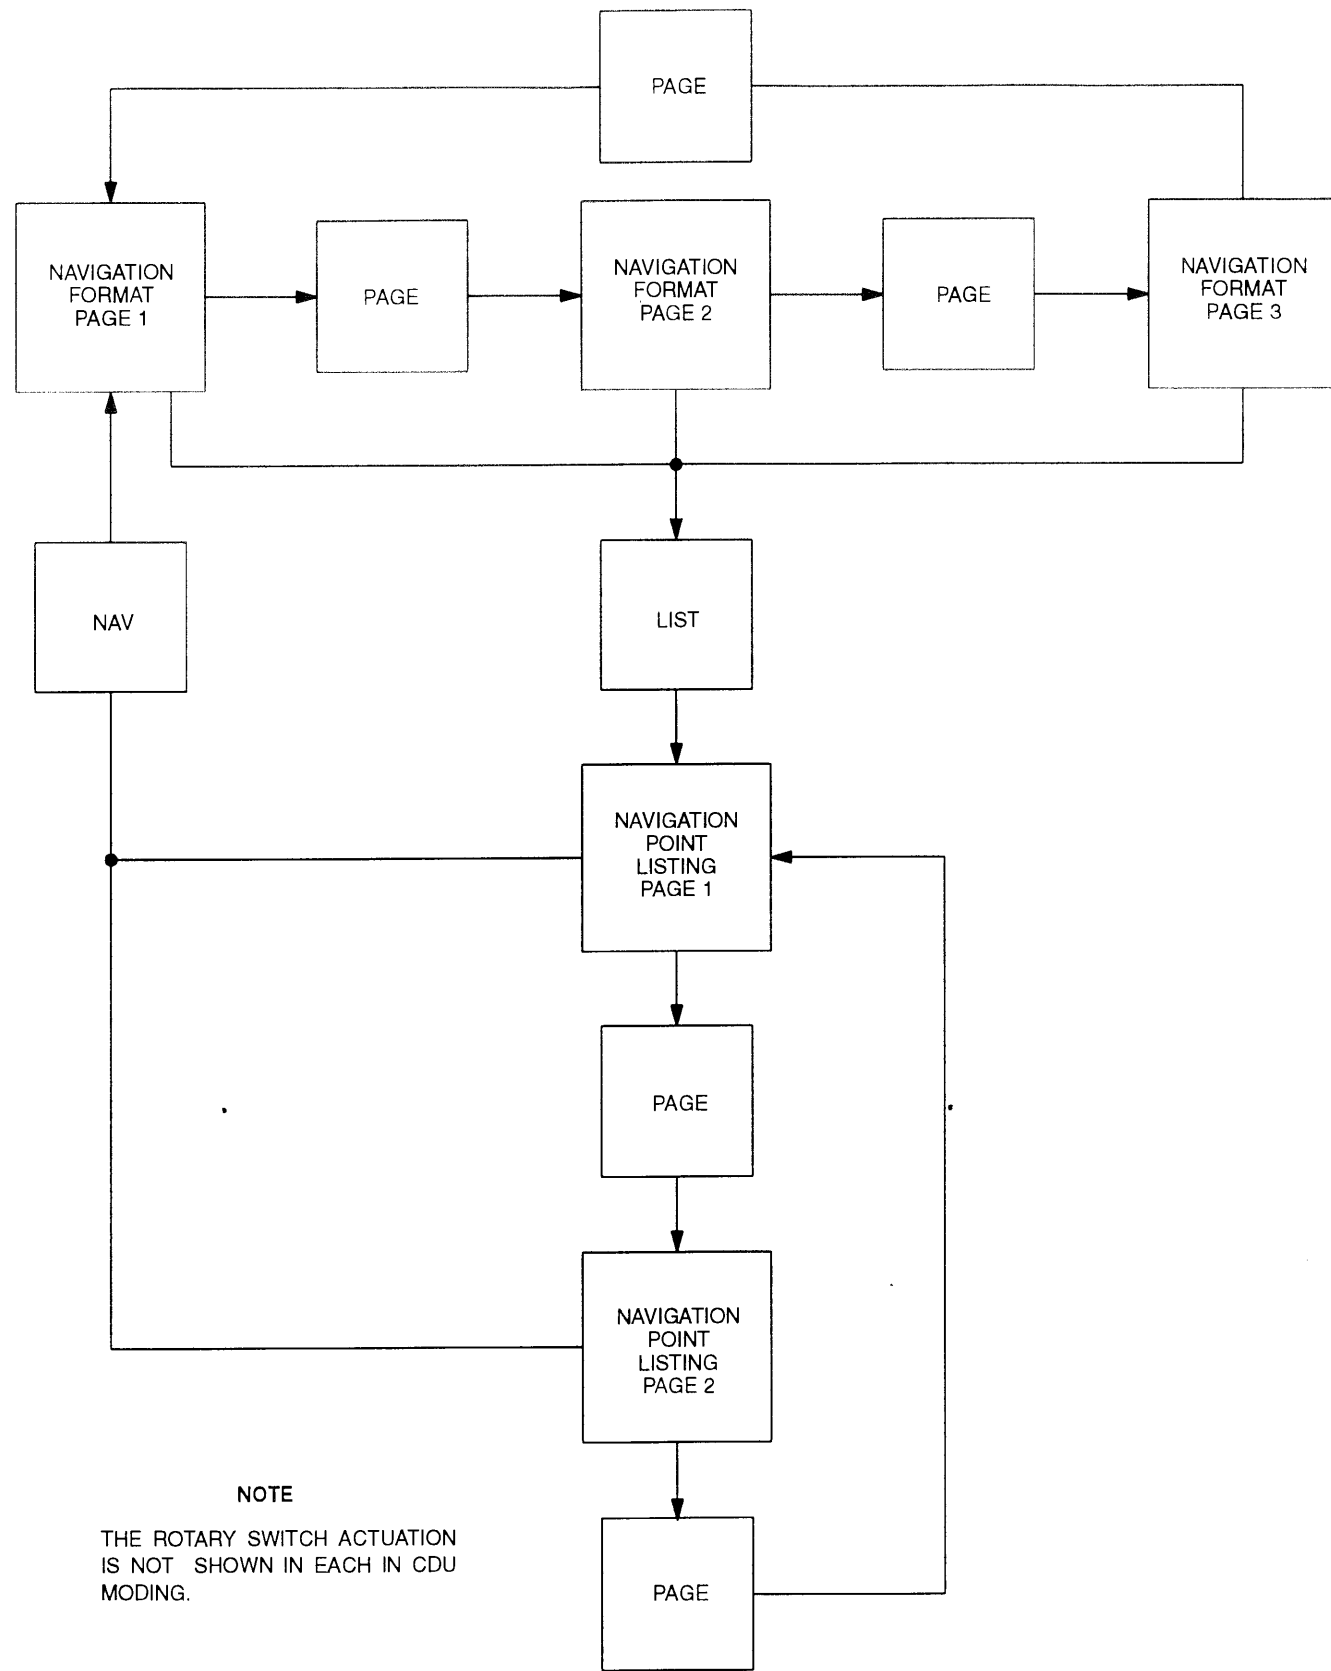 PAGE
NAVIGATION
FORMAT
PAGE 1
PAGE
NAVIGATION
FORMAT
PAGE 2
PAGE
NAVIGATION
FORMAT
PAGE 3
NAV
LIST
NAVIGATION
POINT
LISTING
PAGE 1
PAGE
NAVIGATION
POINT
LISTING
PAGE 2
NOTE
THE ROTARY SWITCH ACTUATION
IS NOT SHOWN IN EACH IN CDU
MODING.
PAGE